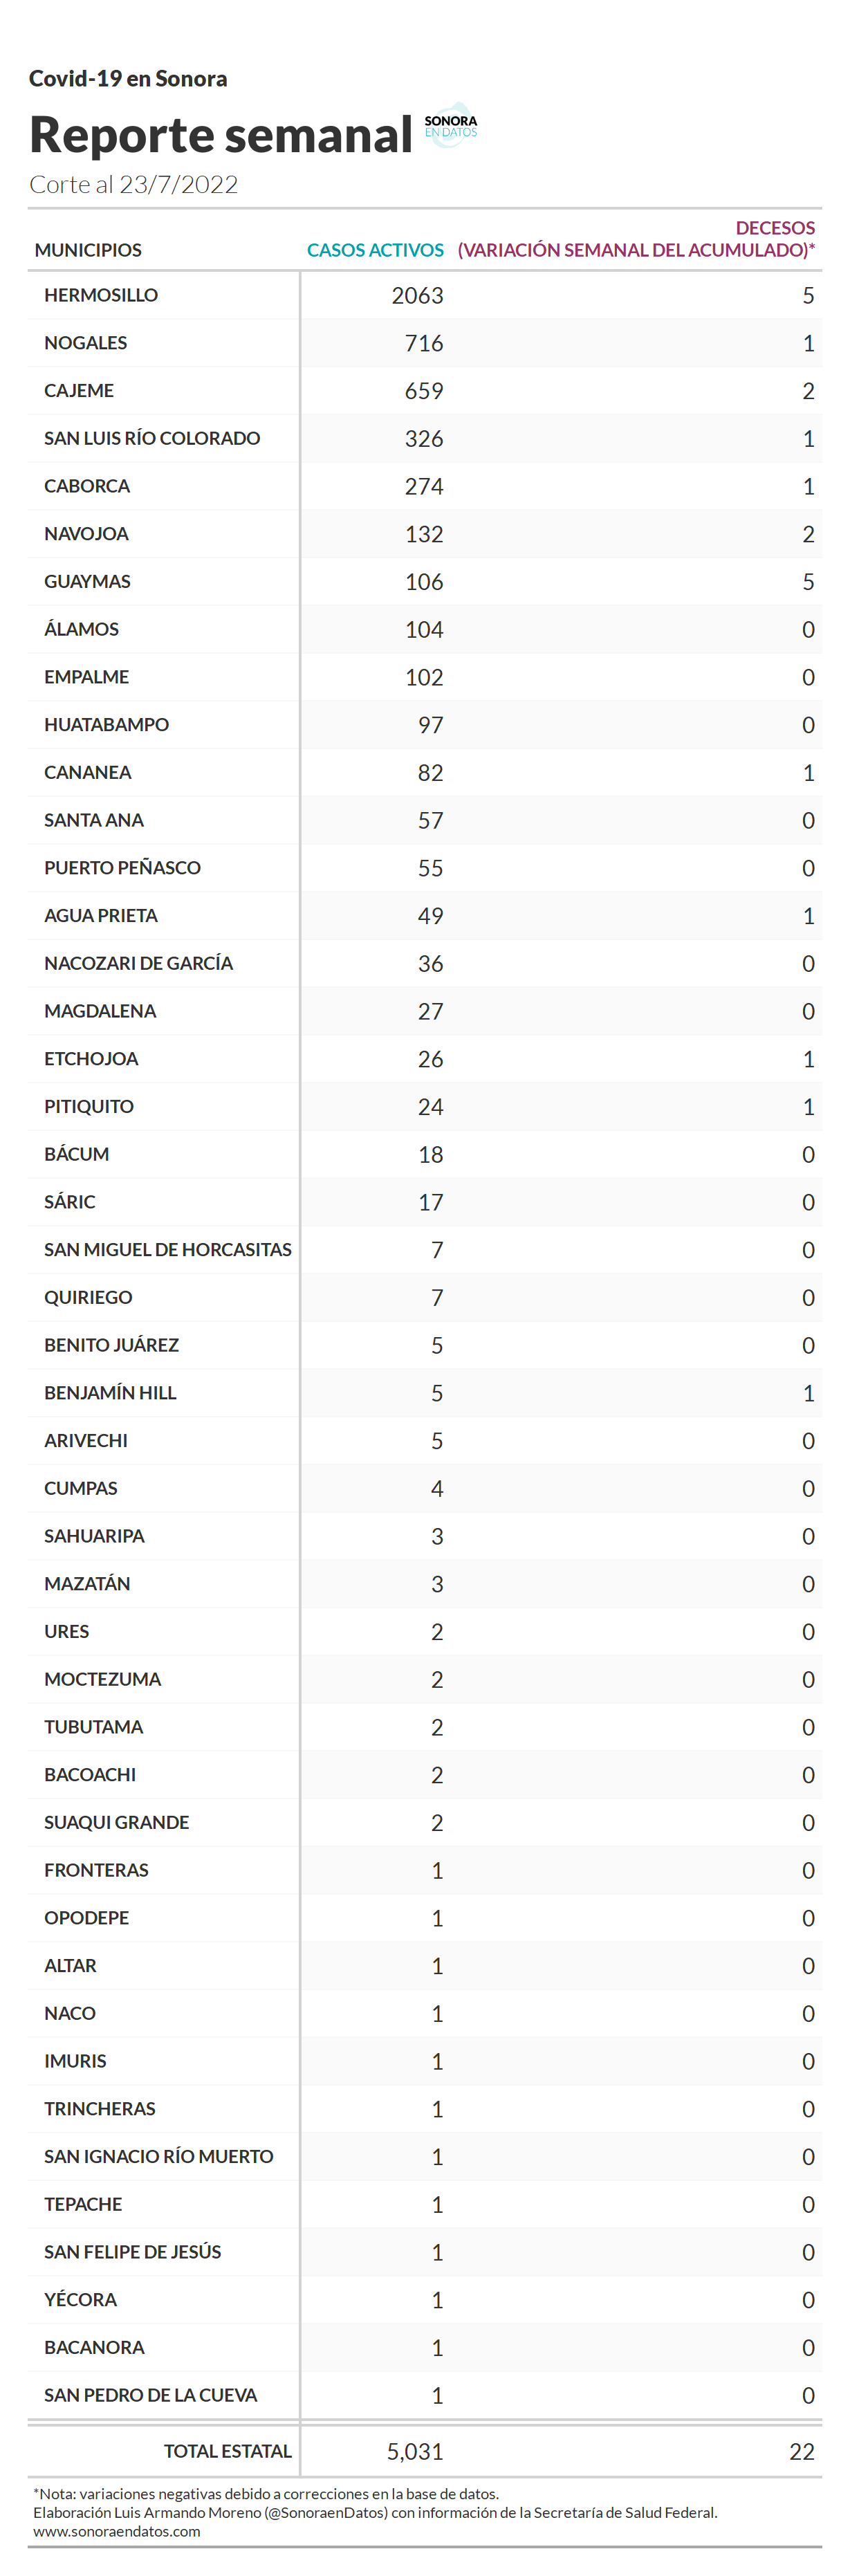 Covid-19 en Sonora
Reporte semanal
SONORA
EN DATOS
Corte al 23/7/2022
MUNICIPIOS CASOS ACTIVOS DECESOS
(VARIACIÓN SEMANAL DEL ACUMULADO)*
HERMOSILLO 2063 5
NOGALES 716 1
CAJEME 659 2
SAN LUIS RÍO COLORADO 326 1
CABORCA 274 1
NAVOJOA 132 2
GUAYMAS 106 5
ÁLAMOS 104 0
EMPALME 102 0
HUATABAMPO 97 0
CANANEA 82 1
SANTA ANA 57 0
PUERTO PEÑASCO 55 0
AGUA PRIETA 49 1
NACOZARI DE GARCÍA 36 0
MAGDALENA 27 0
ETCHOJOA 26 1
PITIQUITO 24 1
BÁCUM 18 0
SÁRIC 17 0
SAN MIGUEL DE HORCASITAS 7 0
QUIRIEGO 7 0
BENITO JUÁREZ 5 0
BENJAMÍN HILL 5 1
ARIVECHI 5 0
CUMPAS 4 0
SAHUARIPA 3 0
MAZATÁN 3 0
URES 2 0
MOCTEZUMA 2 0
TUBUTAMA 2 0
BACOACHI 2 0
SUAQUI GRANDE 2 0
FRONTERAS 1 0
OPODEPE 1 0
ALTAR 1 0
NACO 1 0
IMURIS 1 0
TRINCHERAS 1 0
SAN IGNACIO RÍO MUERTO 1 0
TEPACHE 1 0
SAN FELIPE DE JESÚS 1 0
YÉCORA 1 0
BACANORA 1 0
SAN PEDRO DE LA CUEVA 1 0
TOTAL ESTATAL 5,031 22
*Nota: variaciones negativas debido a correcciones en la base de datos.
Elaboración Luis Armando Moreno (@SonoraenDatos) con información de la Secretaría de Salud Federal.
www.sonoraendatos.com